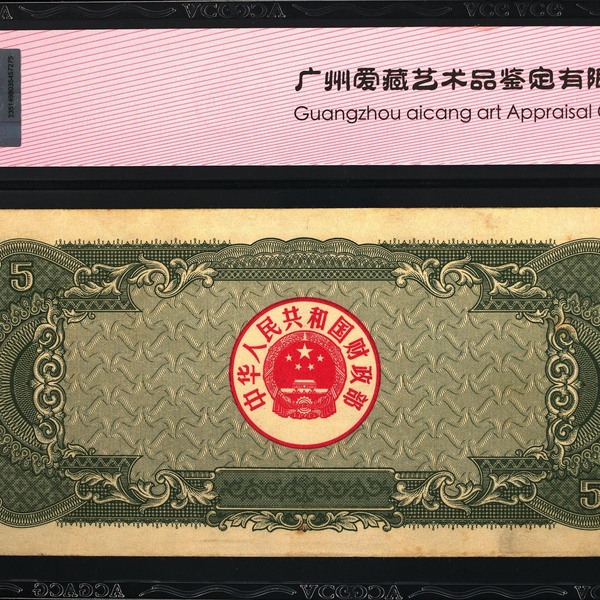 广州爱藏艺术品鉴定有限
Guangzhou aicang art Appraisal
5
中华人民共和国财政部
5